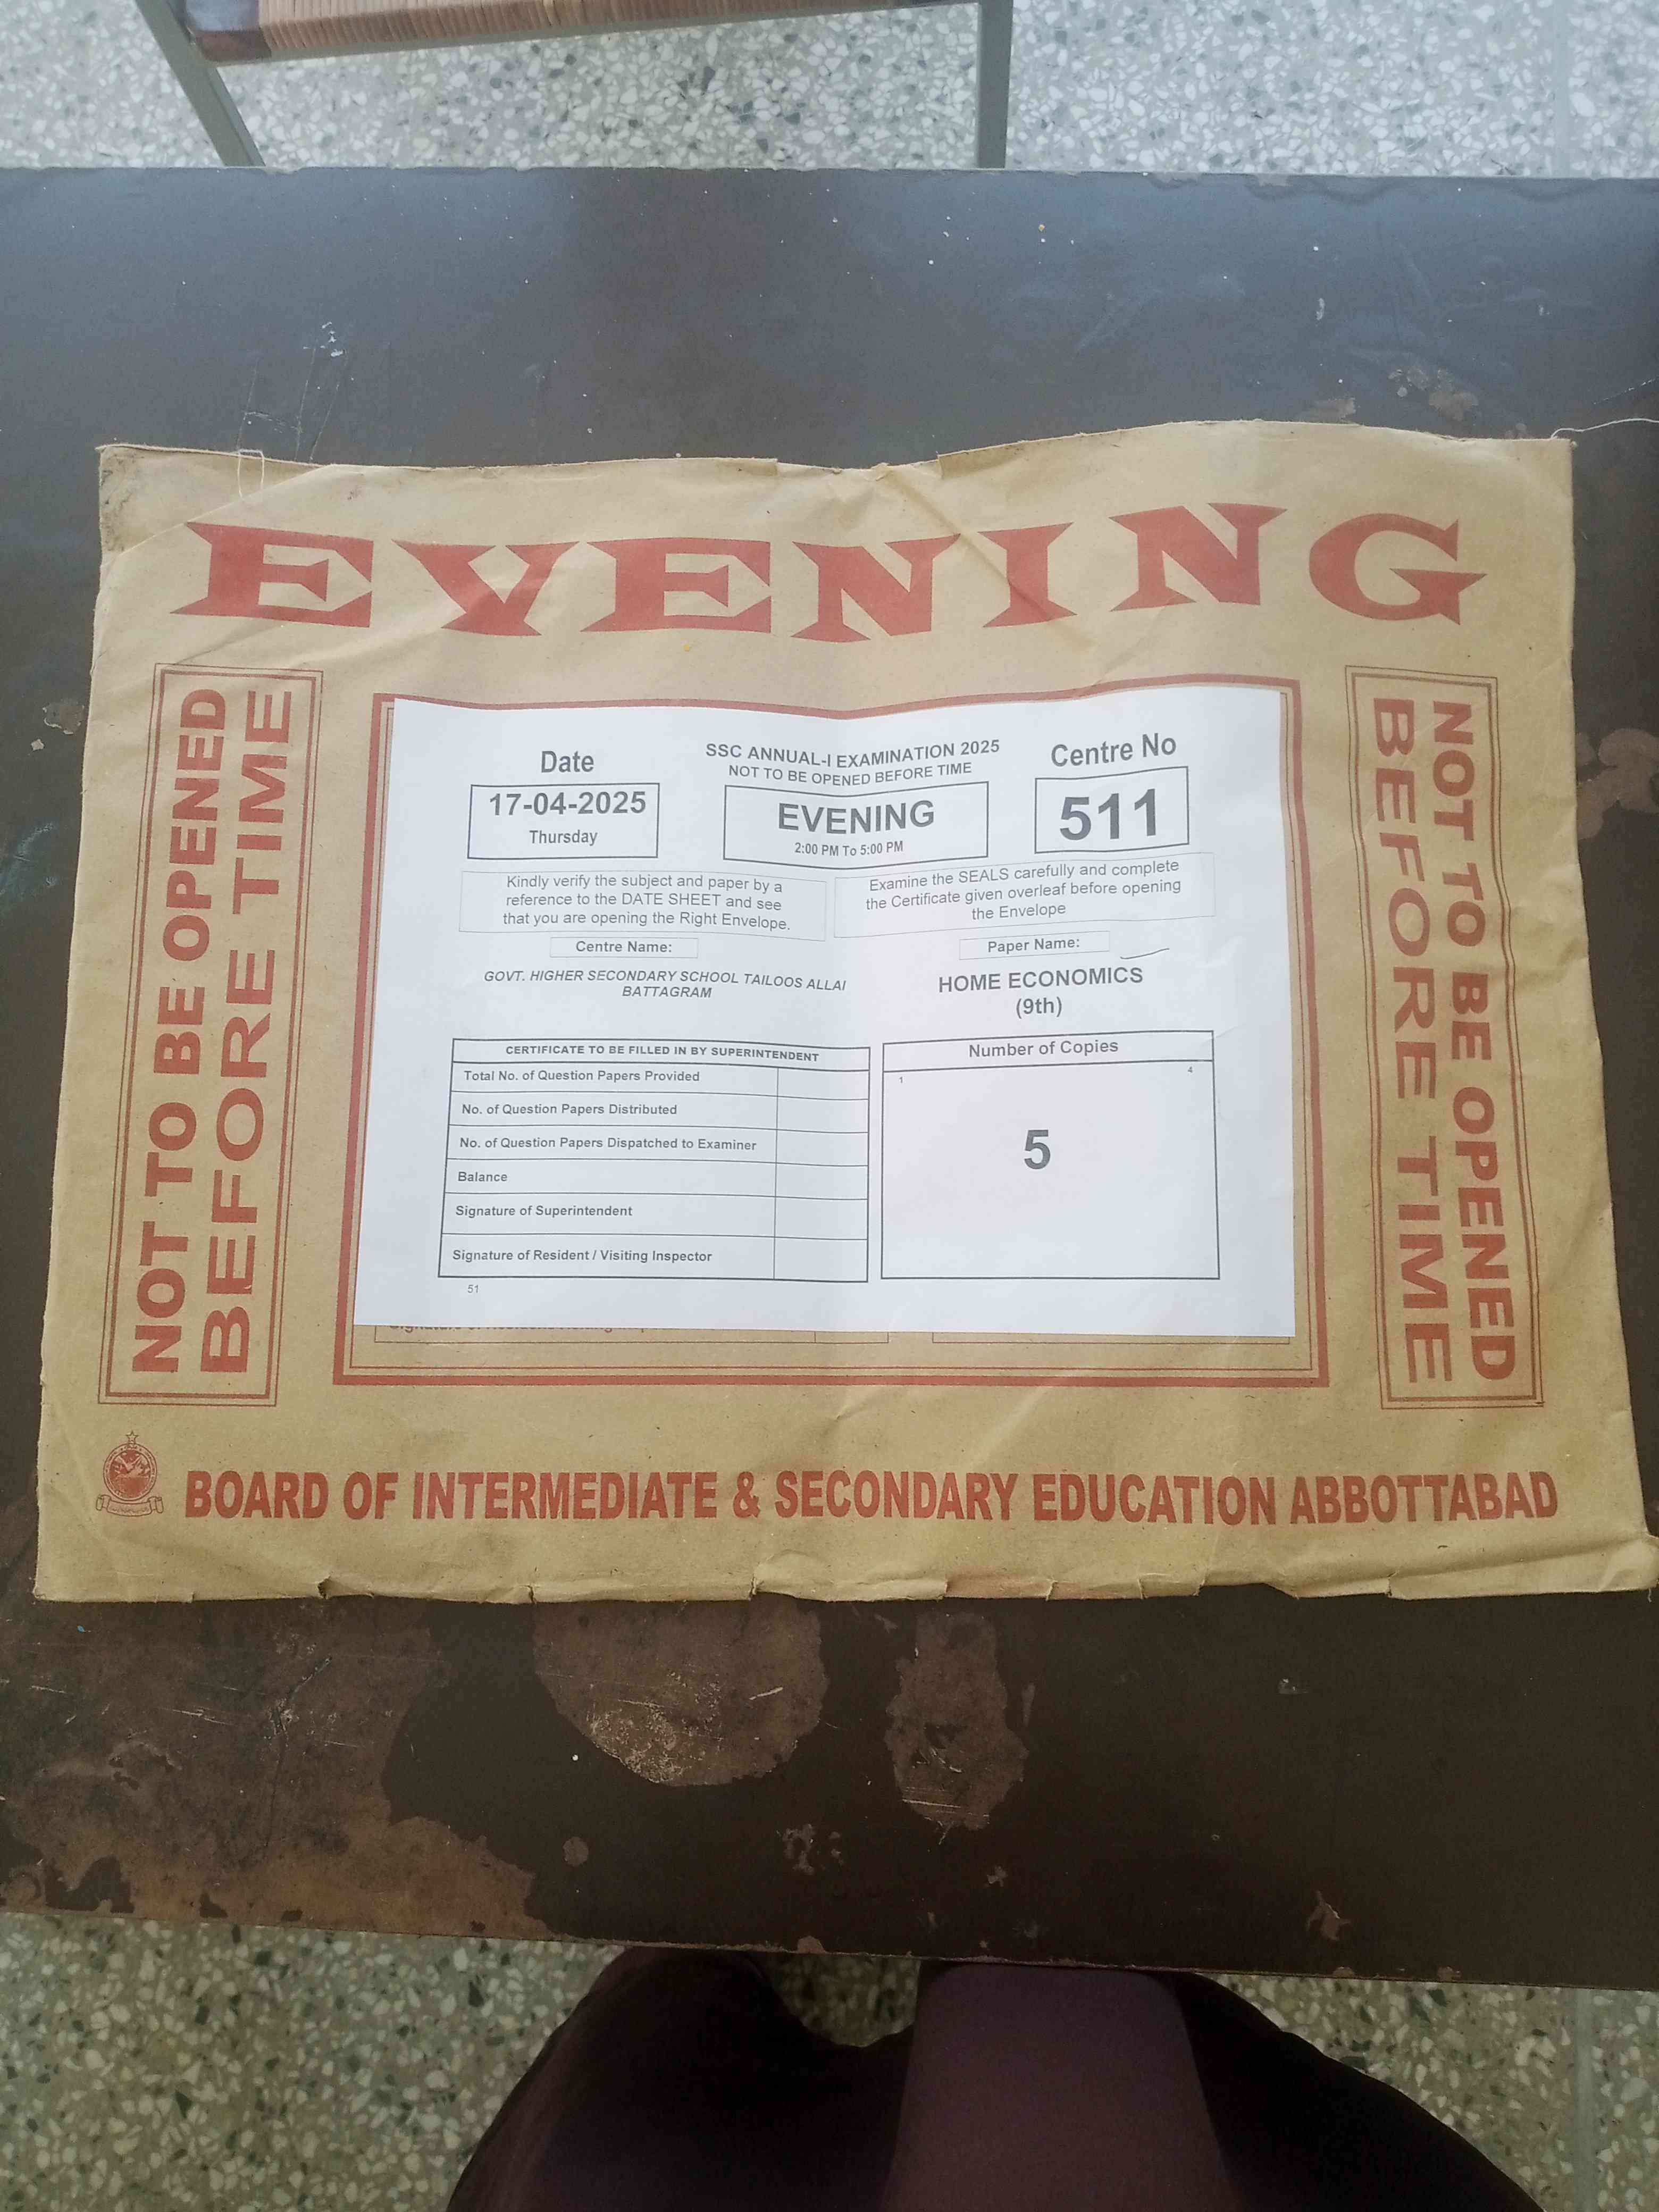 EVENING
NOT TO BE OPENED
BEFORE TIME
Date
17-04-2025
Thursday
SSC ANNUAL-I EXAMINATION 2025
NOT TO BE OPENED BEFORE TIME
EVENING
2:00 PM To 5:00 PM
Centre No
511
Kindly verify the subject and paper by a
reference to the DATE SHEET and see
that you are opening the Right Envelope.
Examine the SEALS carefully and complete
the Certificate given overleaf before opening
the Envelope
Centre Name:
GOVT. HIGHER SECONDARY SCHOOL TAILOOS ALLAI
BATTAGRAM
Paper Name:
HOME ECONOMICS
(9th)
CERTIFICATE TO BE FILLED IN BY SUPERINTENDENT
Total No. of Question Papers Provided
No. of Question Papers Distributed
No. of Question Papers Dispatched to Examiner
Balance
Signature of Superintendent
Signature of Resident / Visiting Inspector
51
Number of Copies
1 4
5
NOT TO BE OPENED
BEFORE TIME
BOARD OF INTERMEDIATE & SECONDARY EDUCATION ABBOTTABAD